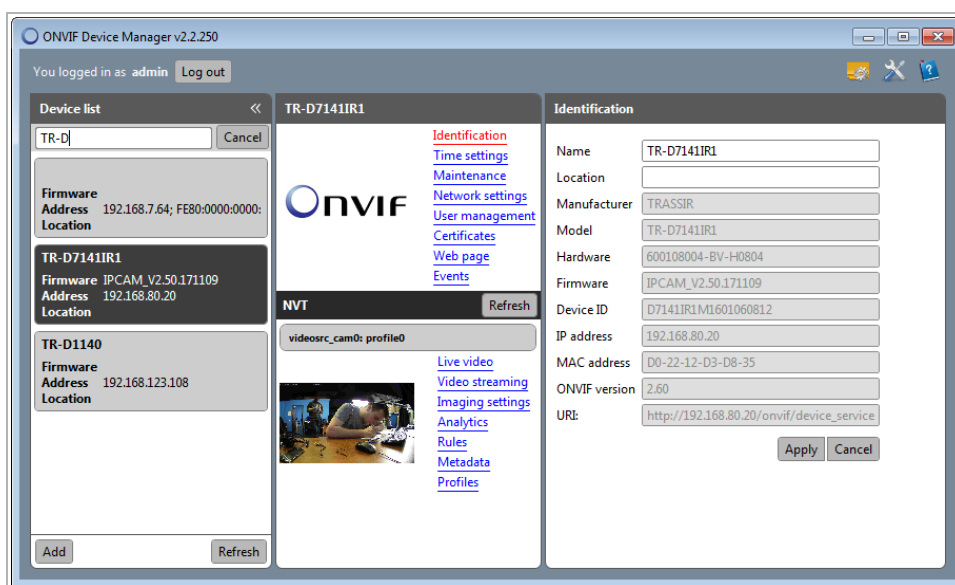 ONVIF Device Manager v2.2.250
You logged in as admin Log out
Device list «
TR-D Cancel
Firmware
Address 192.168.7.64; FE80:0000:0000:
Location
TR-D7141IR1
Firmware IPCAM_V2.50.171109
Address 192.168.80.20
Location
TR-D1140
Firmware
Address 192.168.123.108
Location
Add Refresh
TR-D7141IR1
ONVIF
Identification
Time settings
Maintenance
Network settings
User management
Certificates
Web page
Events
NVT Refresh
videosrc_cam0: profile0
Live video
Video streaming
Imaging settings
Analytics
Rules
Metadata
Profiles
Identification
Name TR-D7141IR1
Location
Manufacturer TRASSIR
Model TR-D7141IR1
Hardware 600108004-BV-H0804
Firmware IPCAM_V2.50.171109
Device ID D7141IR1M1601060812
IP address 192.168.80.20
MAC address D0-22-12-D3-D8-35
ONVIF version 2.60
URI: http://192.168.80.20/onvif/device_service
Apply Cancel